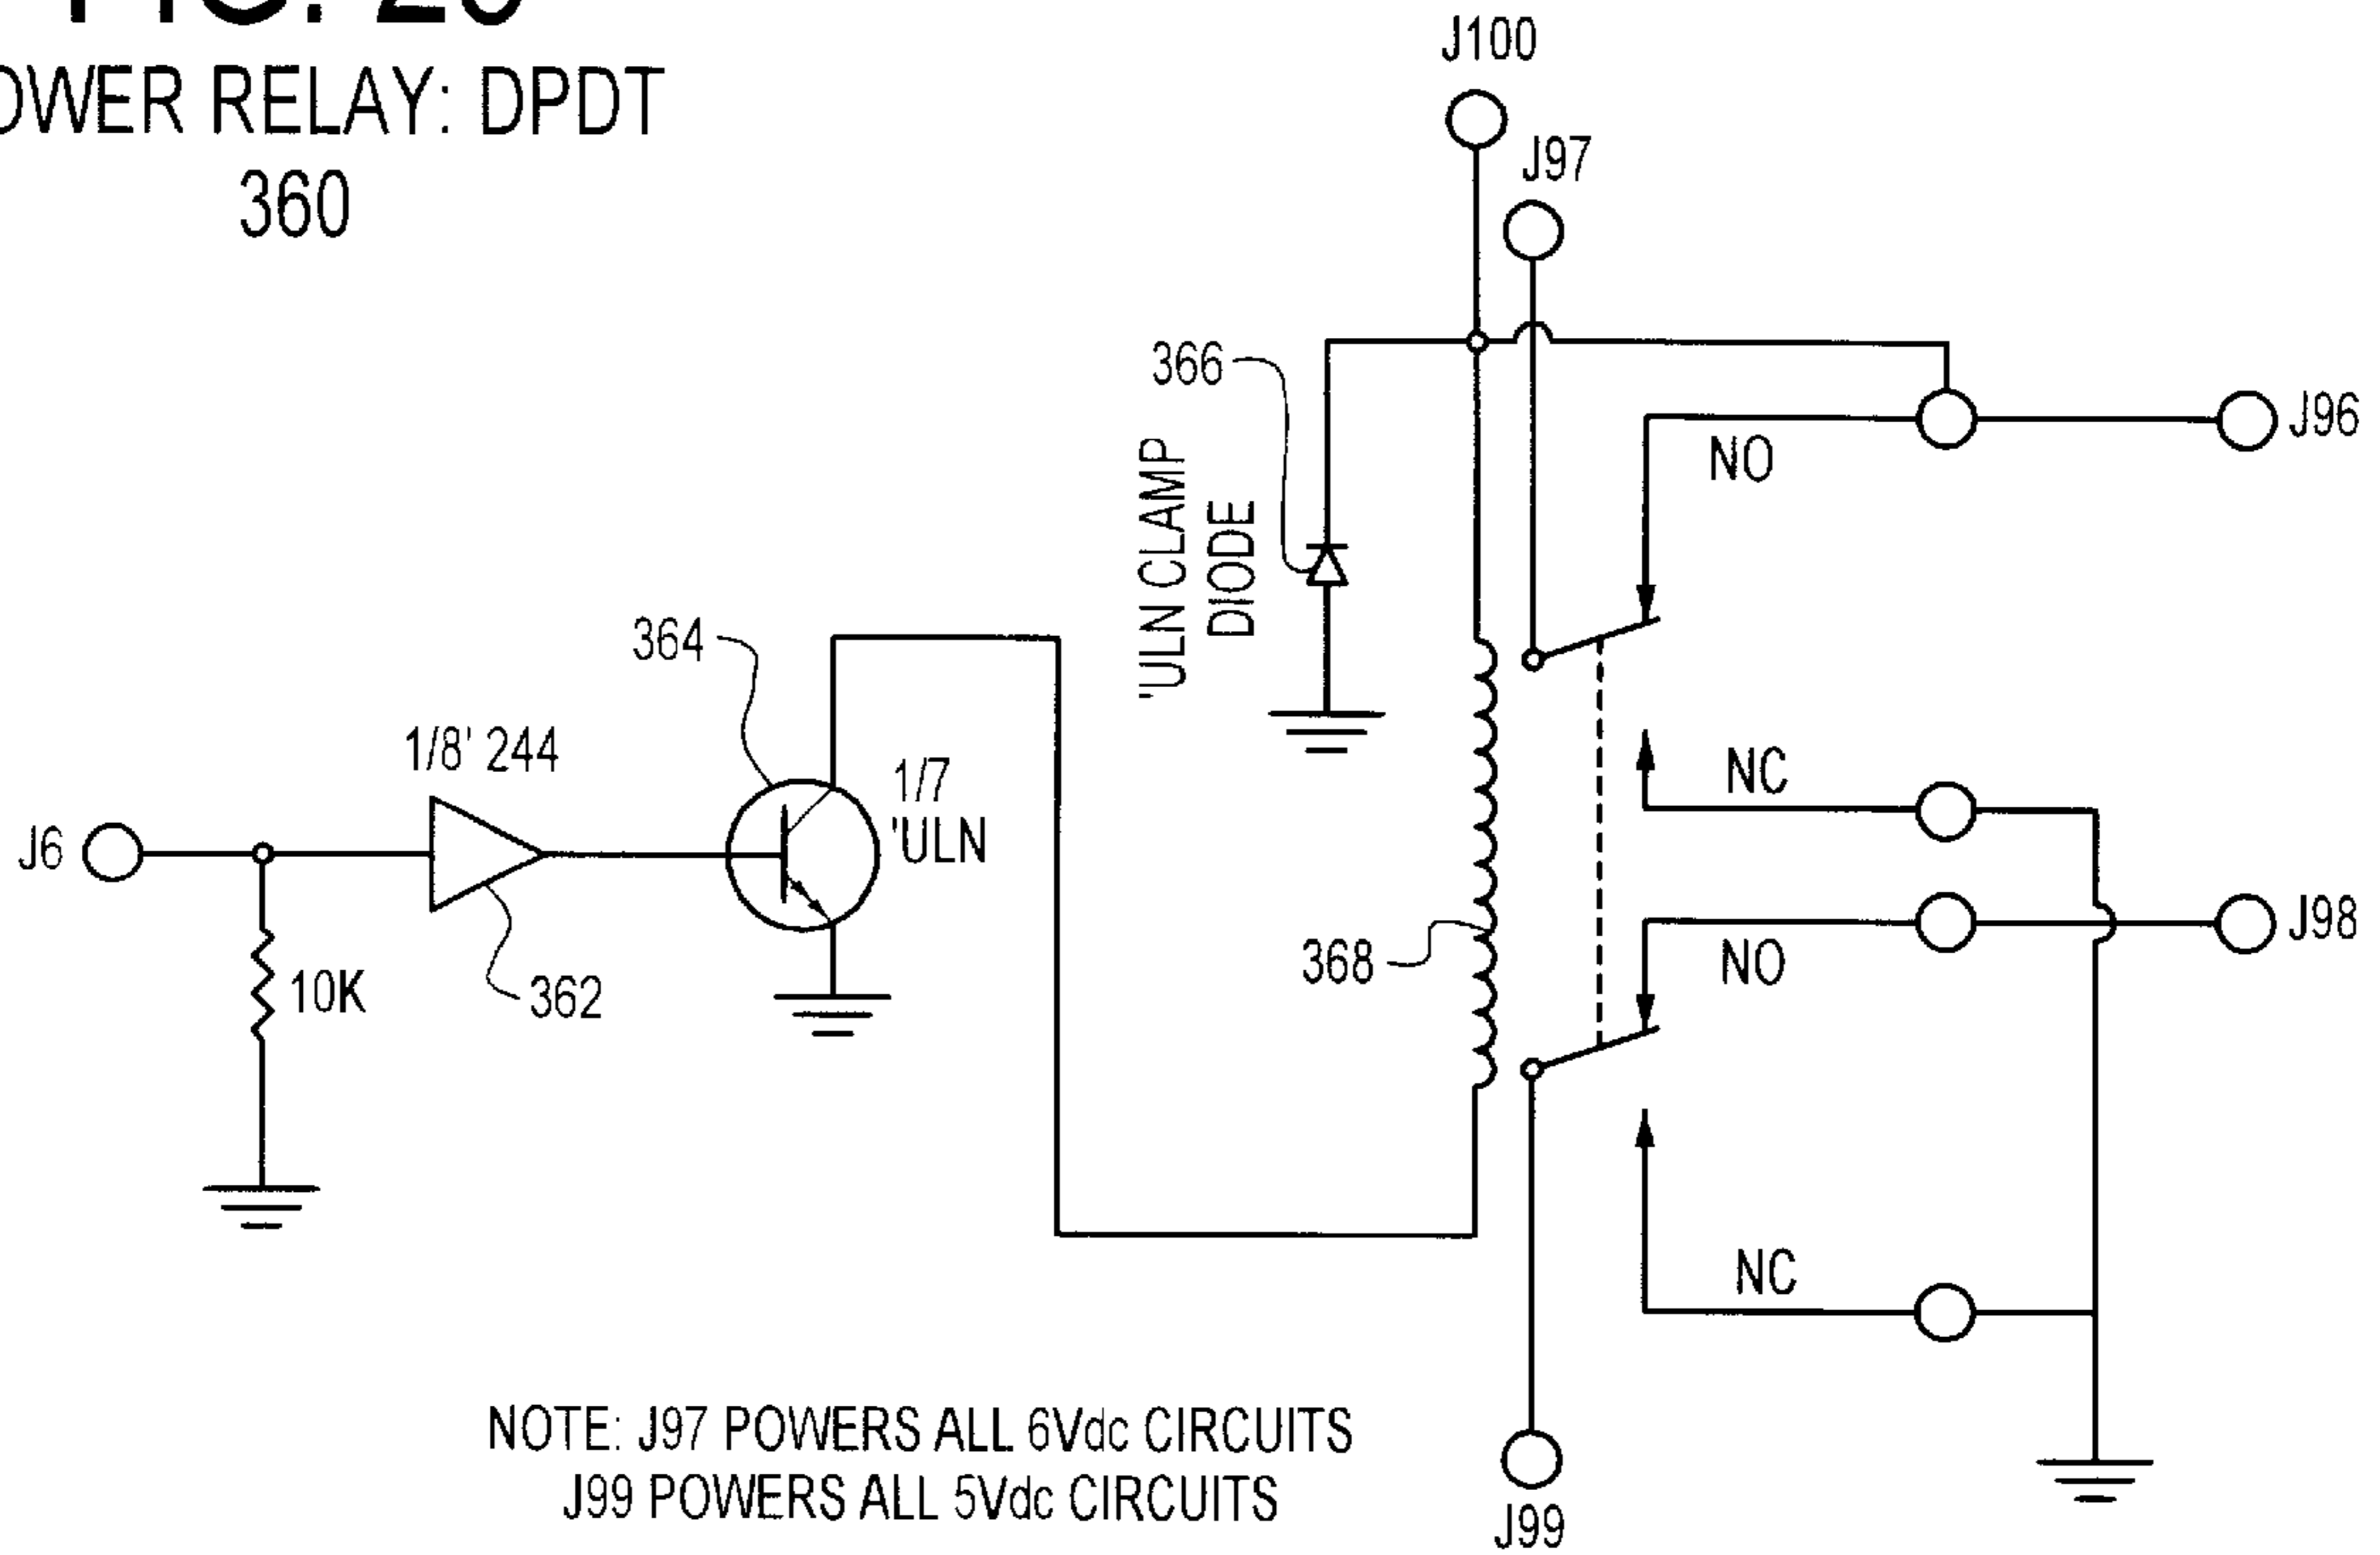 RELAY: DPDT
360
J100
J97
366
'ULN CLAMP
DIODE
NO
J96
364
1/8' 244
1/7
'ULN
J6
10K
362
368
NC
NO
J98
NC
NOTE: J97 POWERS ALL 6Vdc CIRCUITS
J99 POWERS ALL 5Vdc CIRCUITS
J99